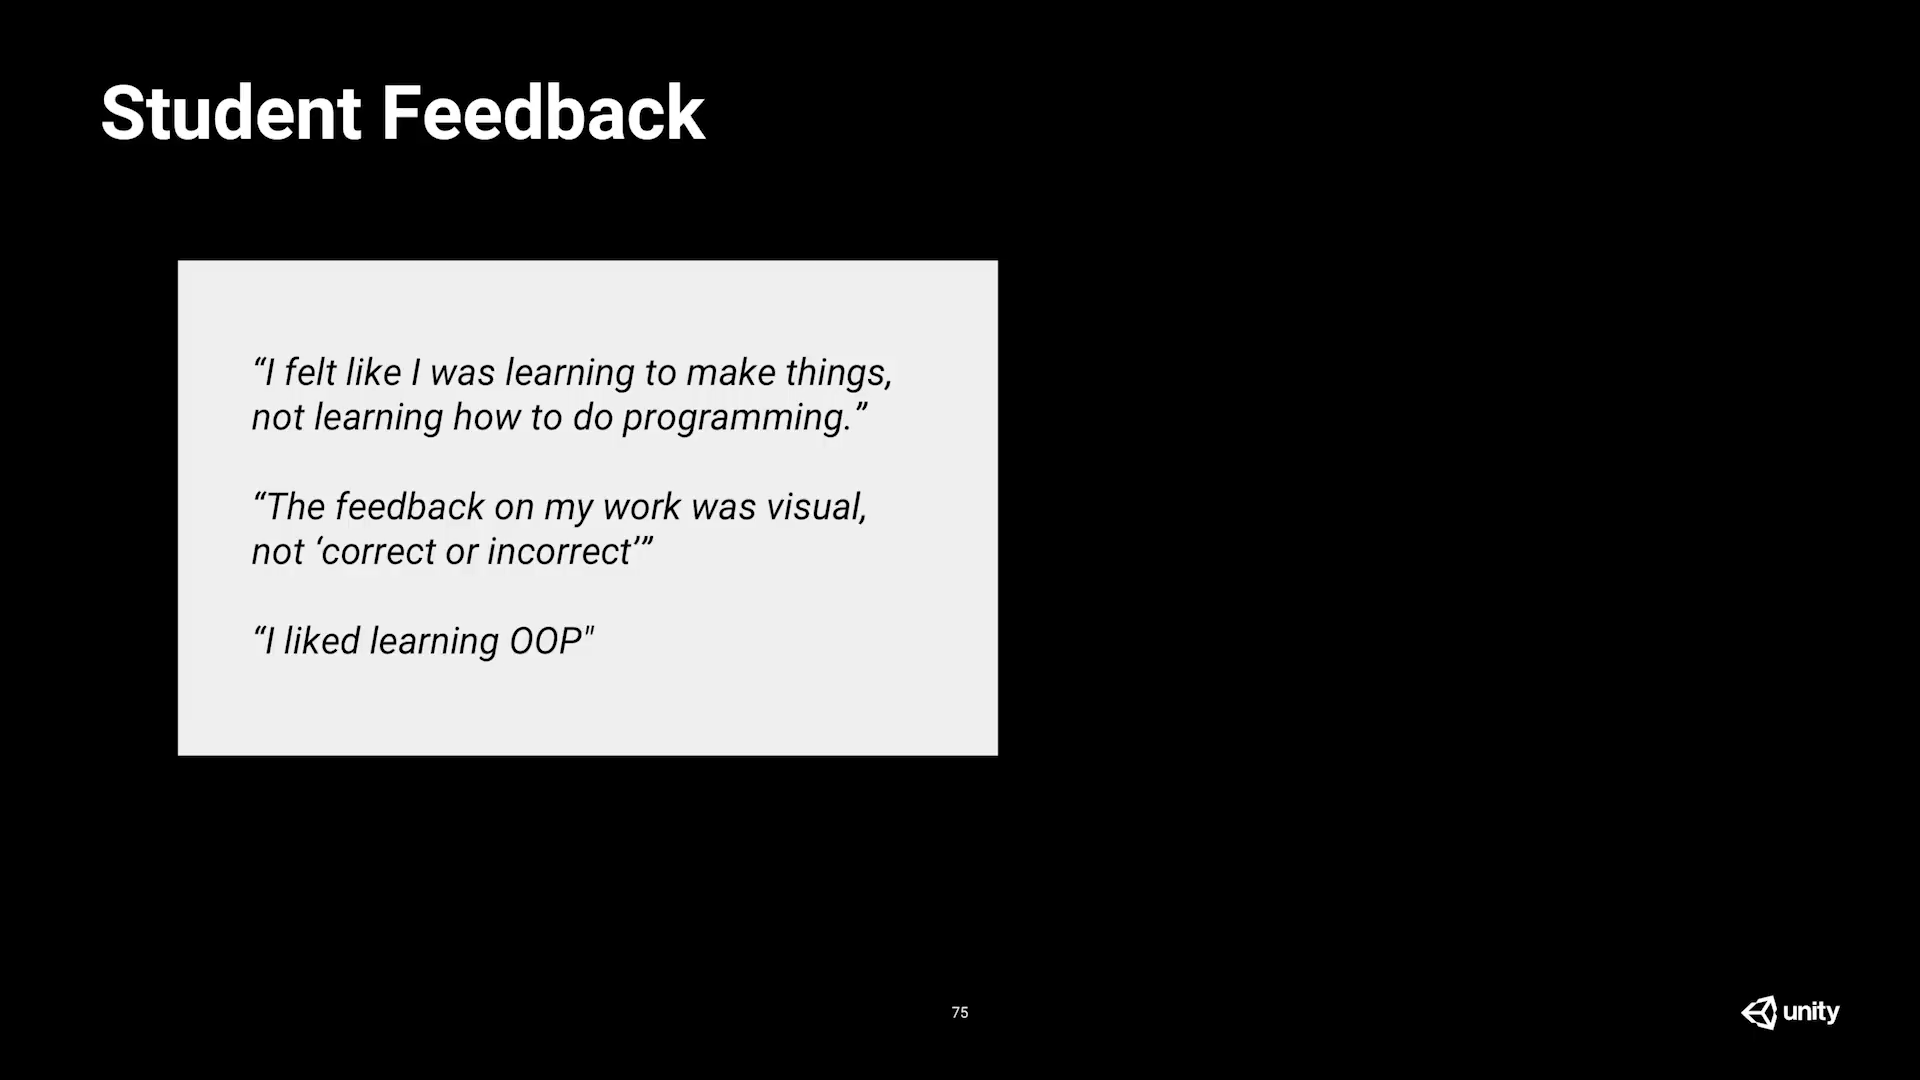 Student Feedback
“I felt like I was learning to make things,
not learning how to do programming.”
“The feedback on my work was visual,
not ‘correct or incorrect’”
“I liked learning OOP"
75
unity